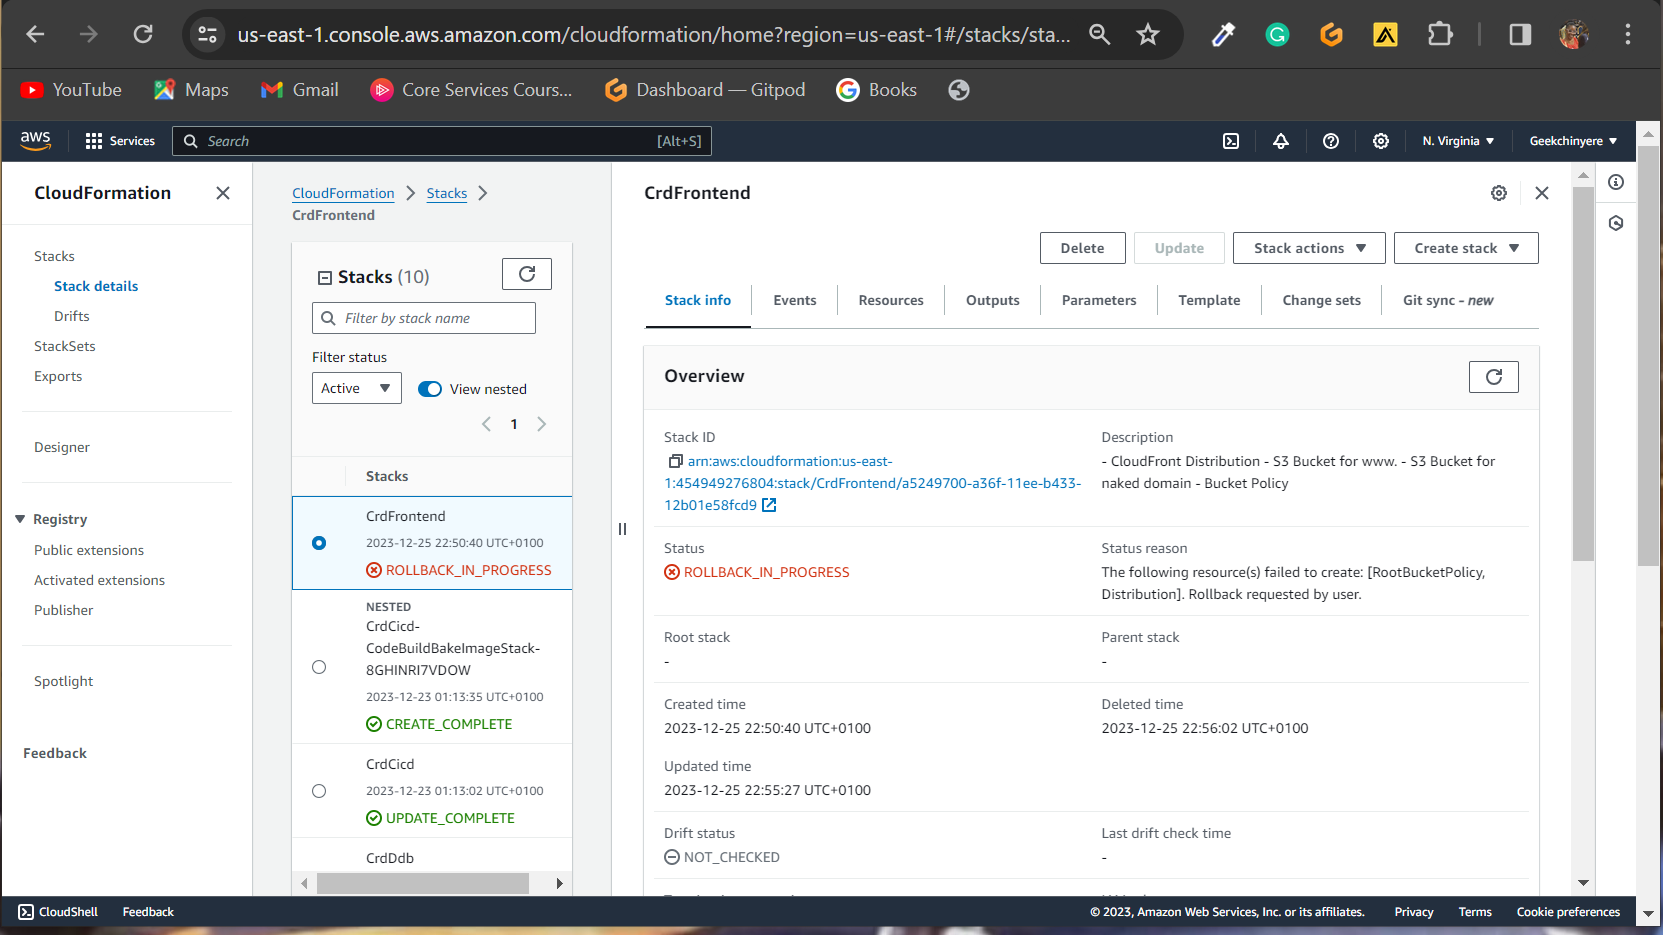 us-east-1.console.aws.amazon.com/cloudformation/home?region=us-east-1#/stacks/sta...
YouTube
Maps
Gmail
Core Services Cours...
Dashboard — Gitpod
Books
aws
Services
Search
[Alt+S]
N. Virginia
Geekchinyere
CloudFormation
Stacks
Stack details
Drifts
StackSets
Exports
Designer
Registry
Public extensions
Activated extensions
Publisher
Spotlight
Feedback
CloudFormation
Stacks
CrdFrontend
Stacks (10)
Filter by stack name
Filter status
Active
View nested
1
Stacks
CrdFrontend
2023-12-25 22:50:40 UTC+0100
ROLLBACK_IN_PROGRESS
NESTED
CrdCicd-
CodeBuildBakeImageStack-
8GHINRI7VDOW
2023-12-23 01:13:35 UTC+0100
CREATE_COMPLETE
CrdCicd
2023-12-23 01:13:02 UTC+0100
UPDATE_COMPLETE
CrdDdb
CrdFrontend
Delete
Update
Stack actions
Create stack
Stack info
Events
Resources
Outputs
Parameters
Template
Change sets
Git sync - new
Overview
Stack ID
arn:aws:cloudformation:us-east-
1:454949276804:stack/CrdFrontend/a5249700-a36f-11ee-b433-
12b01e58fcd9
Description
- CloudFront Distribution - S3 Bucket for www. - S3 Bucket for
naked domain - Bucket Policy
Status
ROLLBACK_IN_PROGRESS
Status reason
The following resource(s) failed to create: [RootBucketPolicy,
Distribution]. Rollback requested by user.
Root stack
-
Parent stack
-
Created time
2023-12-25 22:50:40 UTC+0100
Deleted time
2023-12-25 22:56:02 UTC+0100
Updated time
2023-12-25 22:55:27 UTC+0100
Drift status
NOT_CHECKED
Last drift check time
-
CloudShell
Feedback
© 2023, Amazon Web Services, Inc. or its affiliates.
Privacy
Terms
Cookie preferences